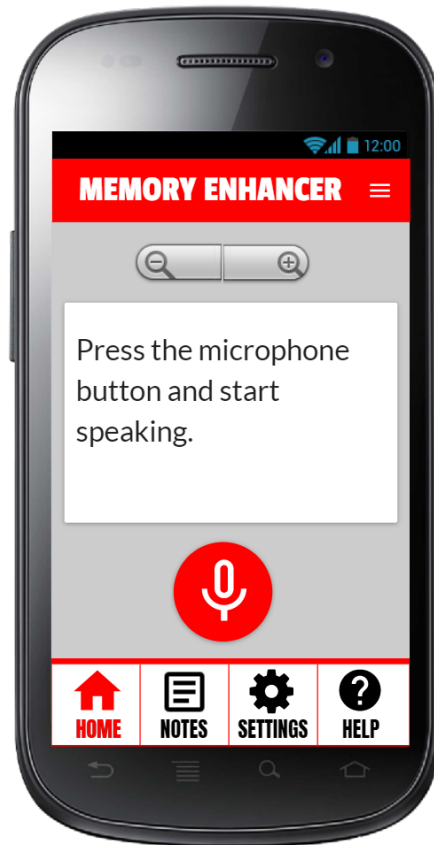 12:00
MEMORY ENHANCER
Press the microphone
button and start
speaking.
HOME NOTES SETTINGS HELP